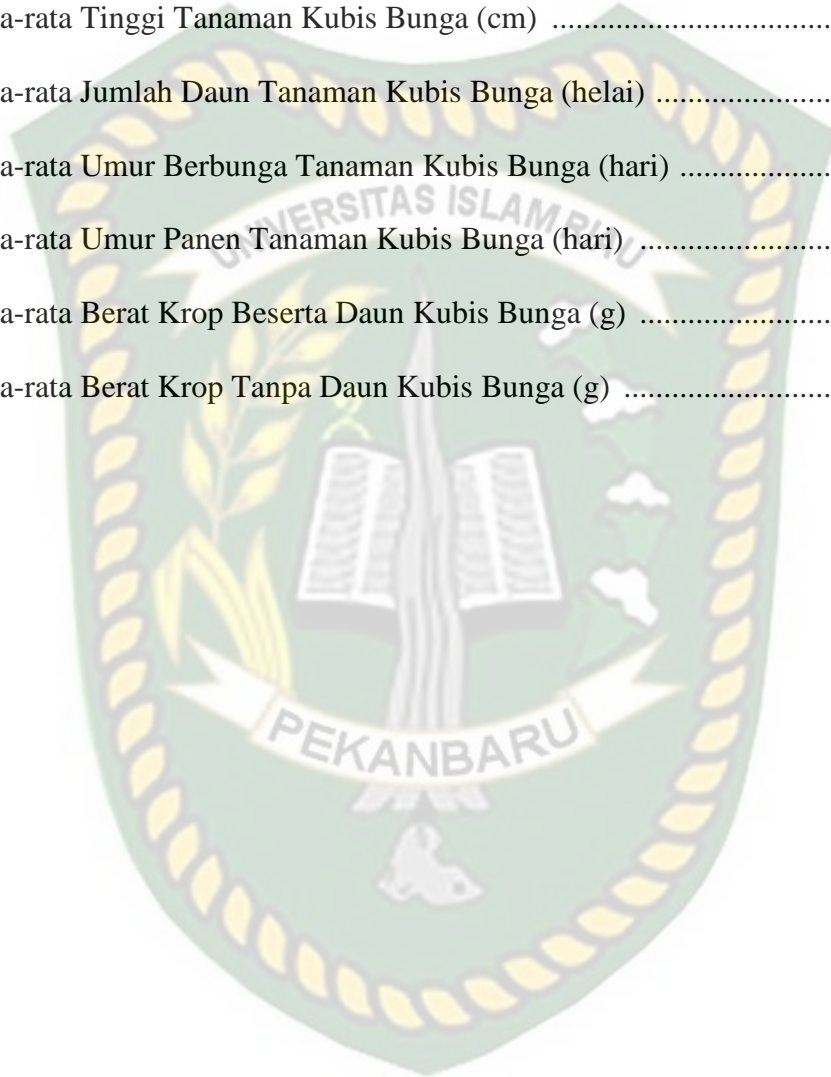 a-rata Tinggi Tanaman Kubis Bunga (cm) ...................................
a-rata Jumlah Daun Tanaman Kubis Bunga (helai) ......................
a-rata Umur Berbunga Tanaman Kubis Bunga (hari) ...................
UNIVERSITAS ISLAM RIAU
a-rata Umur Panen Tanaman Kubis Bunga (hari) ........................
a-rata Berat Krop Beserta Daun Kubis Bunga (g) ........................
a-rata Berat Krop Tanpa Daun Kubis Bunga (g) ..........................
PEKANBARU